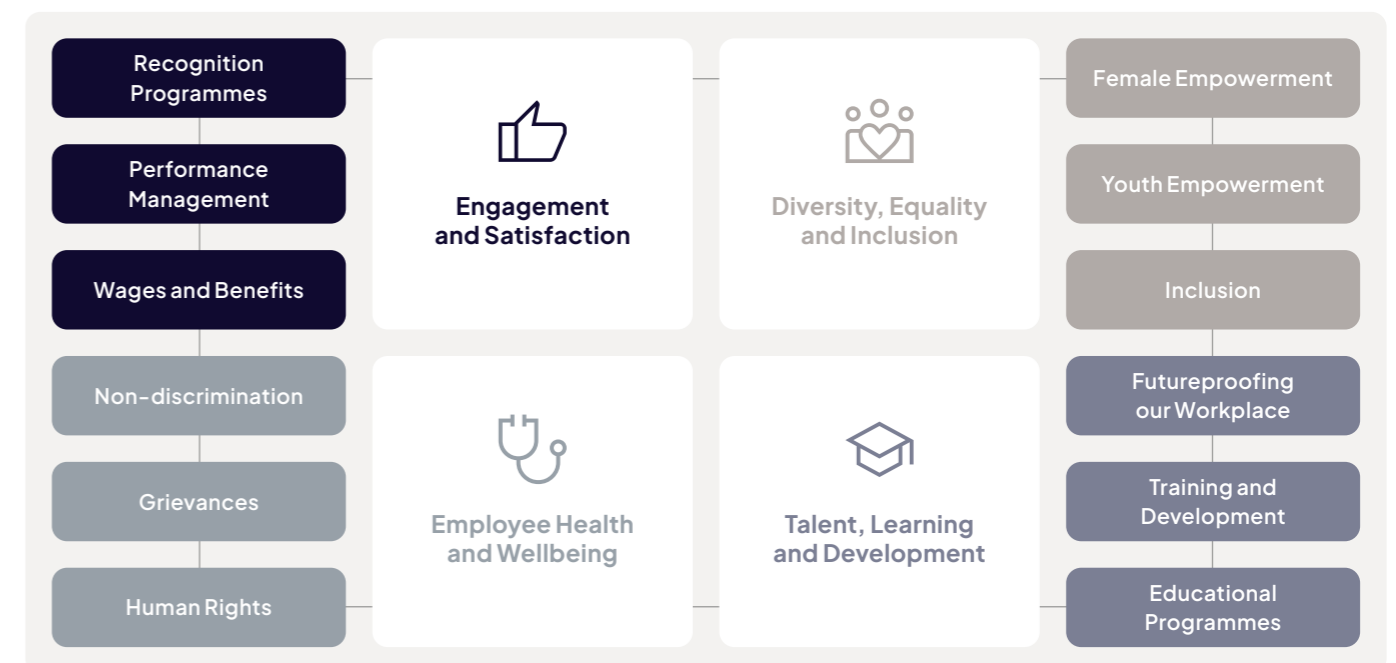 Recognition
Programmes
Performance
Management
Wages and Benefits
Non-discrimination
Grievances
Human Rights
Engagement
and Satisfaction
Diversity, Equality
and Inclusion
Employee Health
and Wellbeing
Talent, Learning
and Development
Female Empowerment
Youth Empowerment
Inclusion
Futureproofing
our Workplace
Training and
Development
Educational
Programmes